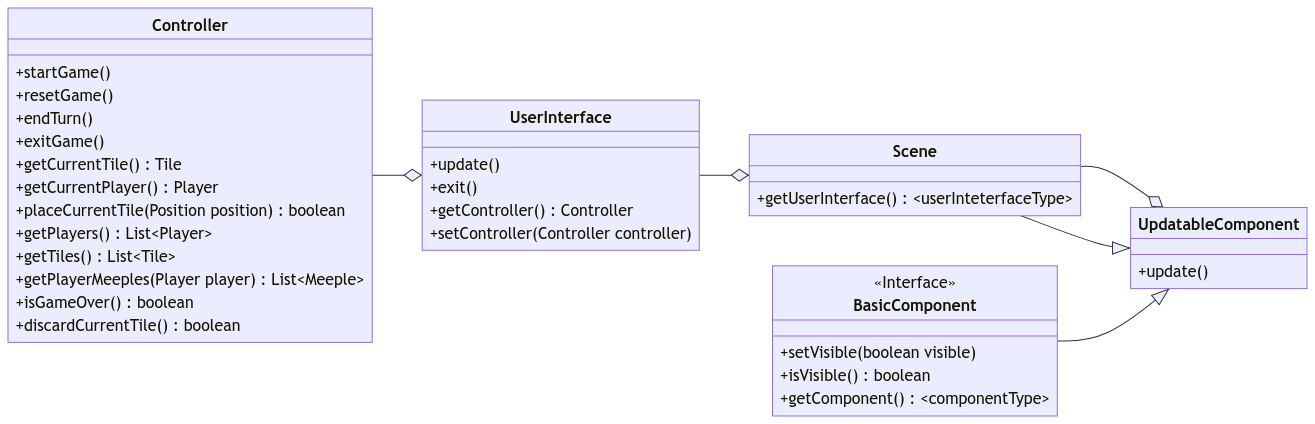 Controller
+startGame()
+resetGame()
+endTurn()
+exitGame()
+getCurrentTile() : Tile
+getCurrentPlayer() : Player
+placeCurrentTile(Position position) : boolean
+getPlayers() : List<Player>
+getTiles() : List<Tile>
+getPlayerMeeples(Player player) : List<Meeple>
+isGameOver() : boolean
+discardCurrentTile() : boolean
UserInterface
+update()
+exit()
+getController() : Controller
+setController(Controller controller)
Scene
+getUserInterface() : <userInteterfaceType>
«Interface»
BasicComponent
+setVisible(boolean visible)
+isVisible() : boolean
+getComponent() : <componentType>
UpdatableComponent
+update()